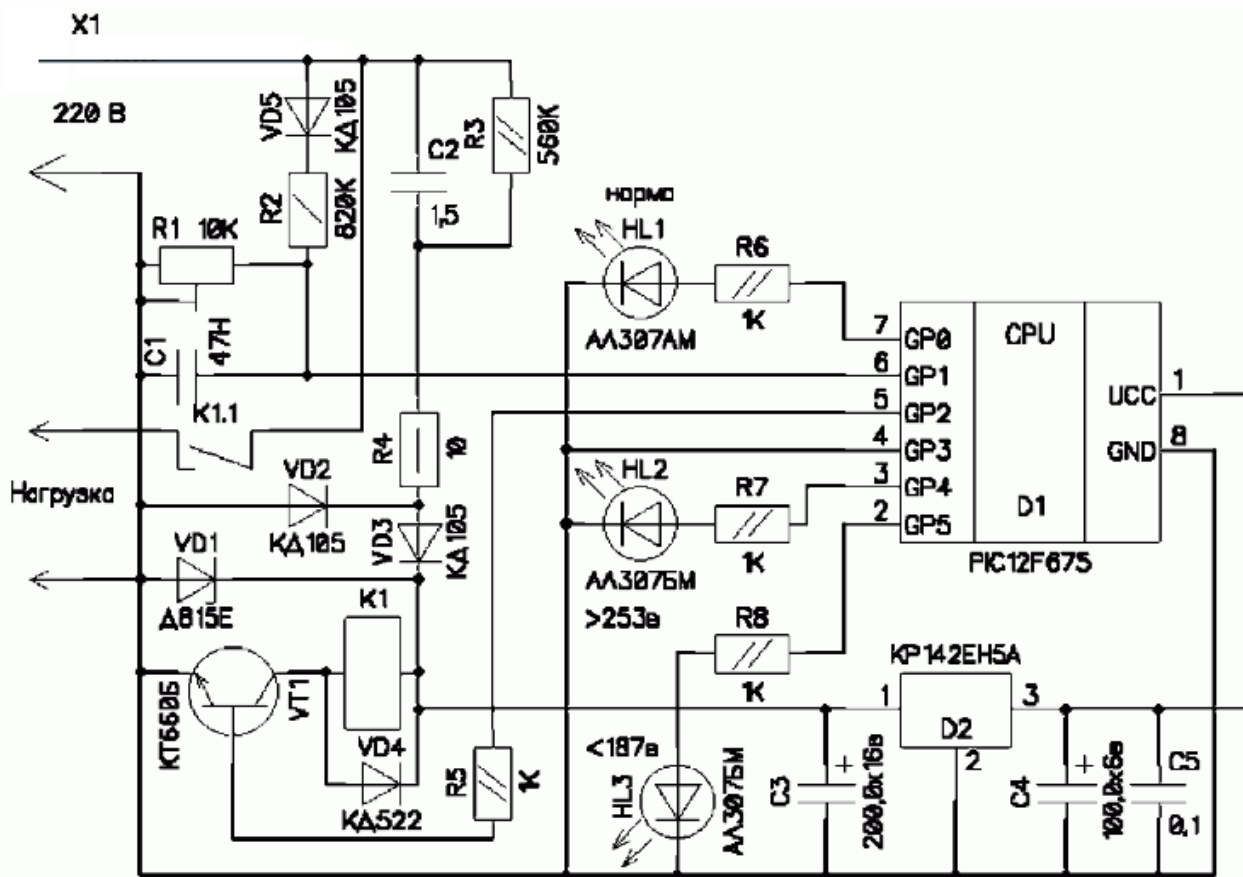 X1
220 В
VD5
КД105
R3
560К
C2
1,5
R2
820К
R1 10К
C1
47Н
К1.1
R4
10
VD2
КД105
VD3
КД105
Нагрузка
VD1
Д815Е
К1
КТ660Б
VT1
VD4
КД522
R5
1К
норма
HL1
R6
АЛ307АМ
1К
HL2
R7
АЛ307БМ
1К
>253в
R8
1К
<187в
HL3
АЛ307БМ
7
6
5
4
3
2
GP0
GP1
GP2
GP3
GP4
GP5
CPU
D1
UCC
GND
1
8
PIC12F675
КР142ЕН5А
1
D2
3
2
C3
+
200,0х16в
C4
+
100,0х6в
C5
0,1